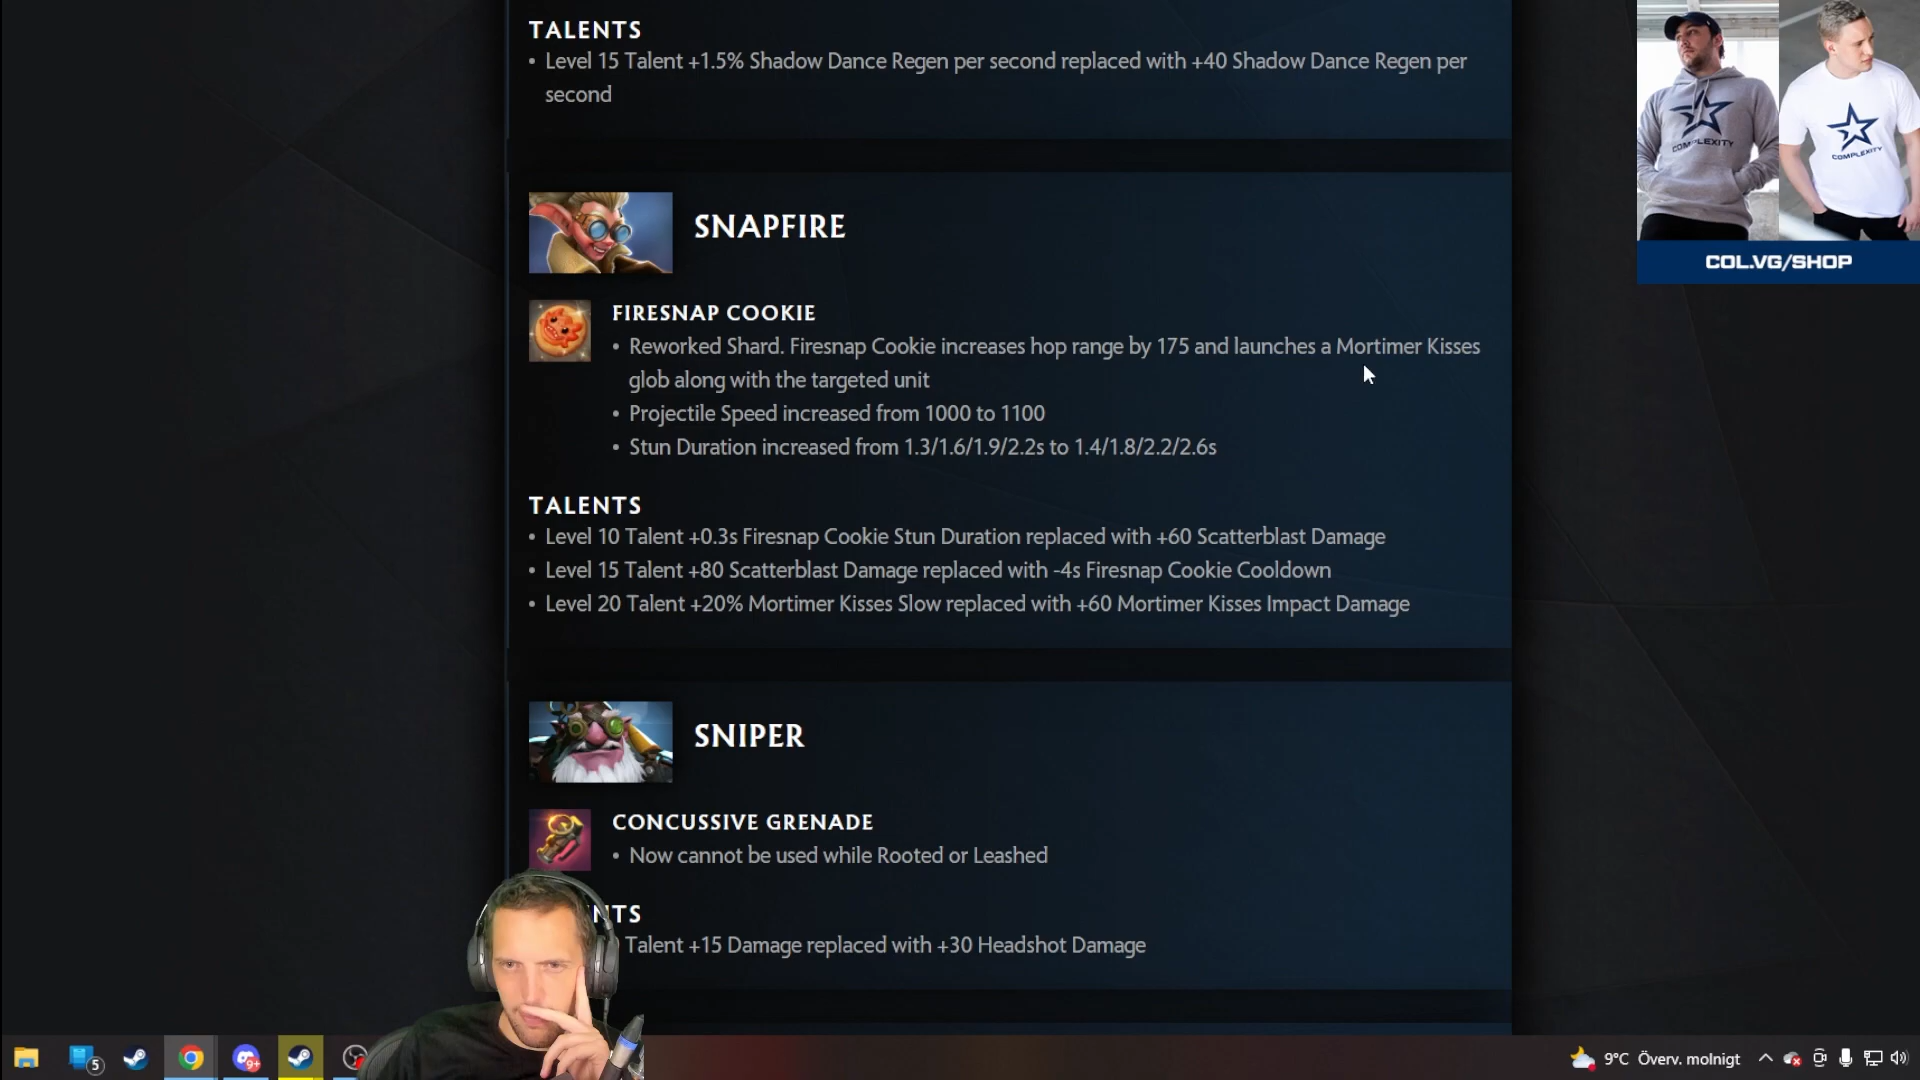 TALENTS
• Level 15 Talent +1.5% Shadow Dance Regen per second replaced with +40 Shadow Dance Regen per
second
COMPLEXITY
COMPLEXITY
COL.VG/SHOP
SNAPFIRE
FIRESNAP COOKIE
• Reworked Shard. Firesnap Cookie increases hop range by 175 and launches a Mortimer Kisses
glob along with the targeted unit
• Projectile Speed increased from 1000 to 1100
• Stun Duration increased from 1.3/1.6/1.9/2.2s to 1.4/1.8/2.2/2.6s
TALENTS
• Level 10 Talent +0.3s Firesnap Cookie Stun Duration replaced with +60 Scatterblast Damage
• Level 15 Talent +80 Scatterblast Damage replaced with -4s Firesnap Cookie Cooldown
• Level 20 Talent +20% Mortimer Kisses Slow replaced with +60 Mortimer Kisses Impact Damage
SNIPER
CONCUSSIVE GRENADE
• Now cannot be used while Rooted or Leashed
NTS
Talent +15 Damage replaced with +30 Headshot Damage
5
9+
9°C Överv. molnigt